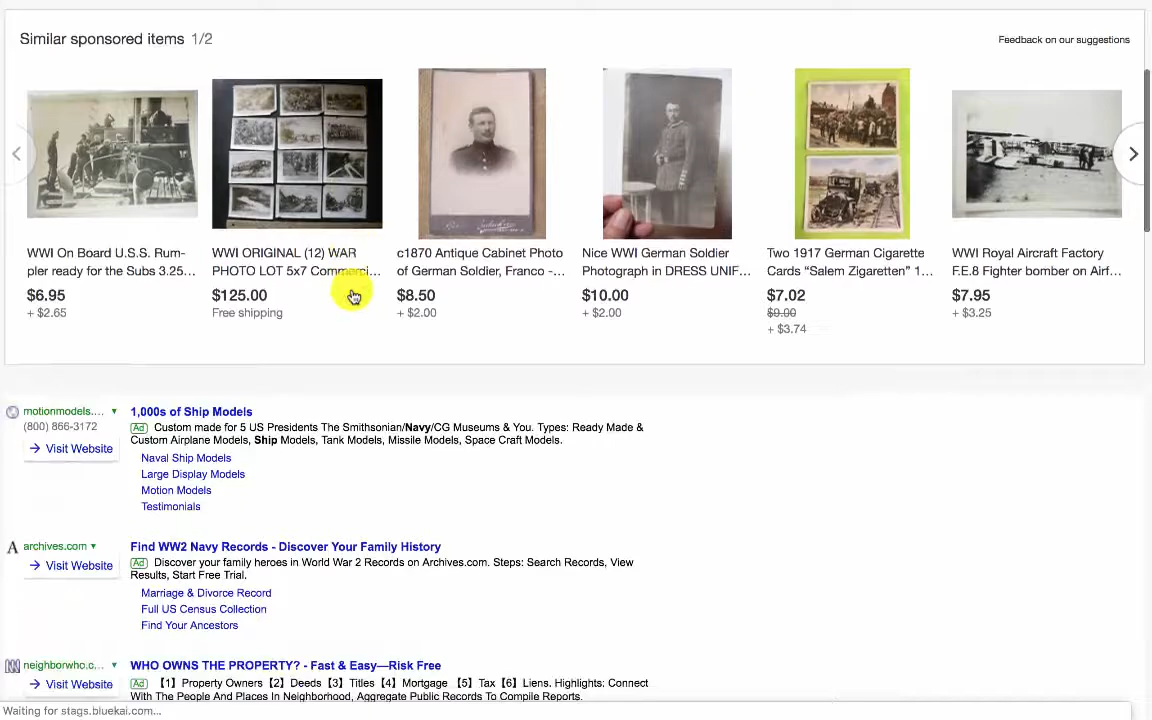 Similar sponsored items 1/2
Feedback on our suggestions
WWI On Board U.S.S. Rum-
pler ready for the Subs 3.25...
$6.95
+ $2.65
WWI ORIGINAL (12) WAR
PHOTO LOT 5x7 Commerci...
$125.00
Free shipping
c1870 Antique Cabinet Photo
of German Soldier, Franco -...
$8.50
+ $2.00
Nice WWI German Soldier
Photograph in DRESS UNIF...
$10.00
+ $2.00
Two 1917 German Cigarette
Cards “Salem Zigaretten” 1...
$7.02
$9.00
+ $3.74
WWI Royal Aircraft Factory
F.E.8 Fighter bomber on Airf...
$7.95
+ $3.25
motionmodels....
(800) 866-3172
→ Visit Website
1,000s of Ship Models
Ad Custom made for 5 US Presidents The Smithsonian/Navy/CG Museums & You. Types: Ready Made &
Custom Airplane Models, Ship Models, Tank Models, Missile Models, Space Craft Models.
Naval Ship Models
Large Display Models
Motion Models
Testimonials
archives.com
→ Visit Website
Find WW2 Navy Records - Discover Your Family History
Ad Discover your family heroes in World War 2 Records on Archives.com. Steps: Search Records, View
Results, Start Free Trial.
Marriage & Divorce Record
Full US Census Collection
Find Your Ancestors
neighborwho.c...
→ Visit Website
WHO OWNS THE PROPERTY? - Fast & Easy—Risk Free
Ad 【1】Property Owners【2】Deeds【3】Titles【4】Mortgage【5】Tax【6】Liens. Highlights: Connect
With The People And Places In Neighborhood, Aggregate Public Records To Compile Reports.
Waiting for stags.bluekai.com...